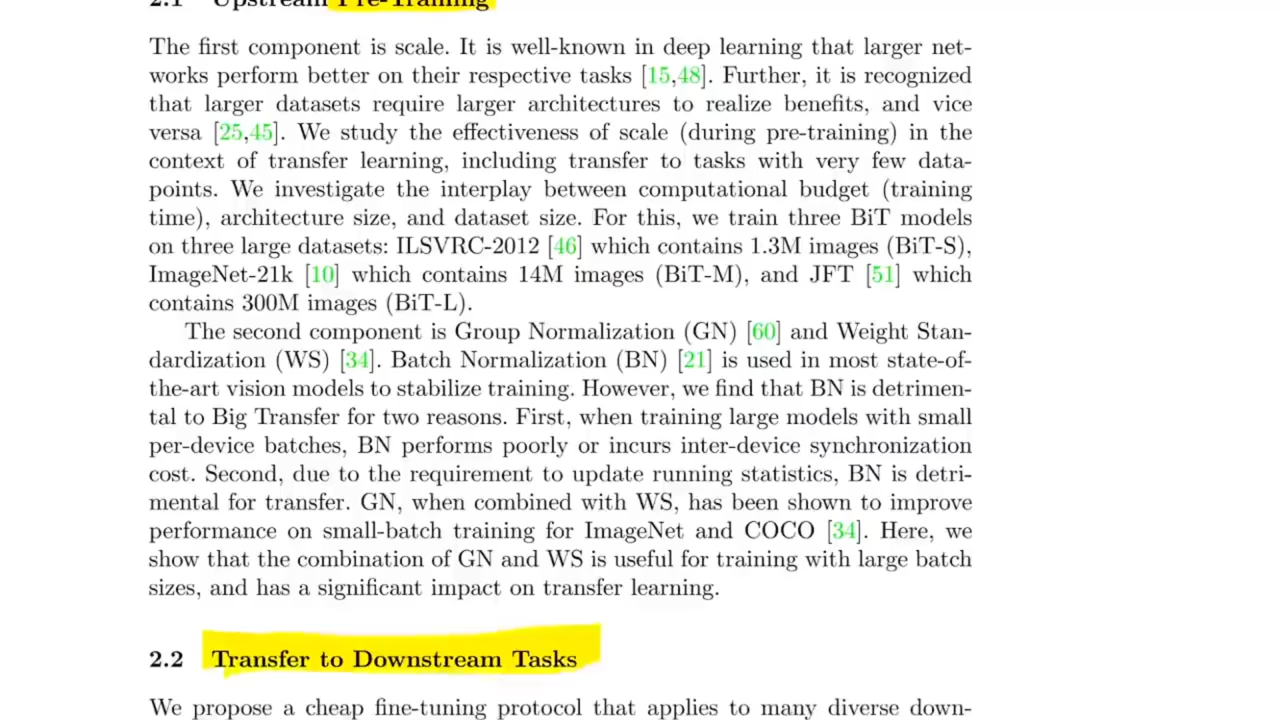 2.1 Upstream Pre-Training
The first component is scale. It is well-known in deep learning that larger net-
works perform better on their respective tasks [15,48]. Further, it is recognized
that larger datasets require larger architectures to realize benefits, and vice
versa [25,45]. We study the effectiveness of scale (during pre-training) in the
context of transfer learning, including transfer to tasks with very few data-
points. We investigate the interplay between computational budget (training
time), architecture size, and dataset size. For this, we train three BiT models
on three large datasets: ILSVRC-2012 [46] which contains 1.3M images (BiT-S),
ImageNet-21k [10] which contains 14M images (BiT-M), and JFT [51] which
contains 300M images (BiT-L).
The second component is Group Normalization (GN) [60] and Weight Stan-
dardization (WS) [34]. Batch Normalization (BN) [21] is used in most state-of-
the-art vision models to stabilize training. However, we find that BN is detrimen-
tal to Big Transfer for two reasons. First, when training large models with small
per-device batches, BN performs poorly or incurs inter-device synchronization
cost. Second, due to the requirement to update running statistics, BN is detri-
mental for transfer. GN, when combined with WS, has been shown to improve
performance on small-batch training for ImageNet and COCO [34]. Here, we
show that the combination of GN and WS is useful for training with large batch
sizes, and has a significant impact on transfer learning.
2.2 Transfer to Downstream Tasks
We propose a cheap fine-tuning protocol that applies to many diverse down-